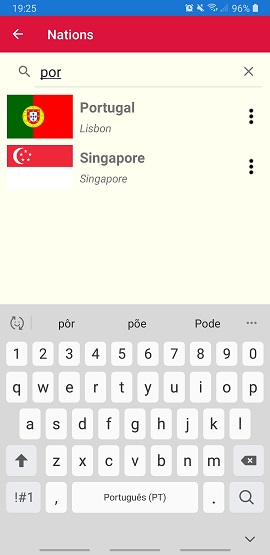 19:25 96%
Nations
por
Portugal
Lisbon
Singapore
Singapore
pôr põe Pode
1 2 3 4 5 6 7 8 9 0
q w e r t y u i o p
a s d f g h j k l
z x c v b n m
!#1 , Português (PT) .